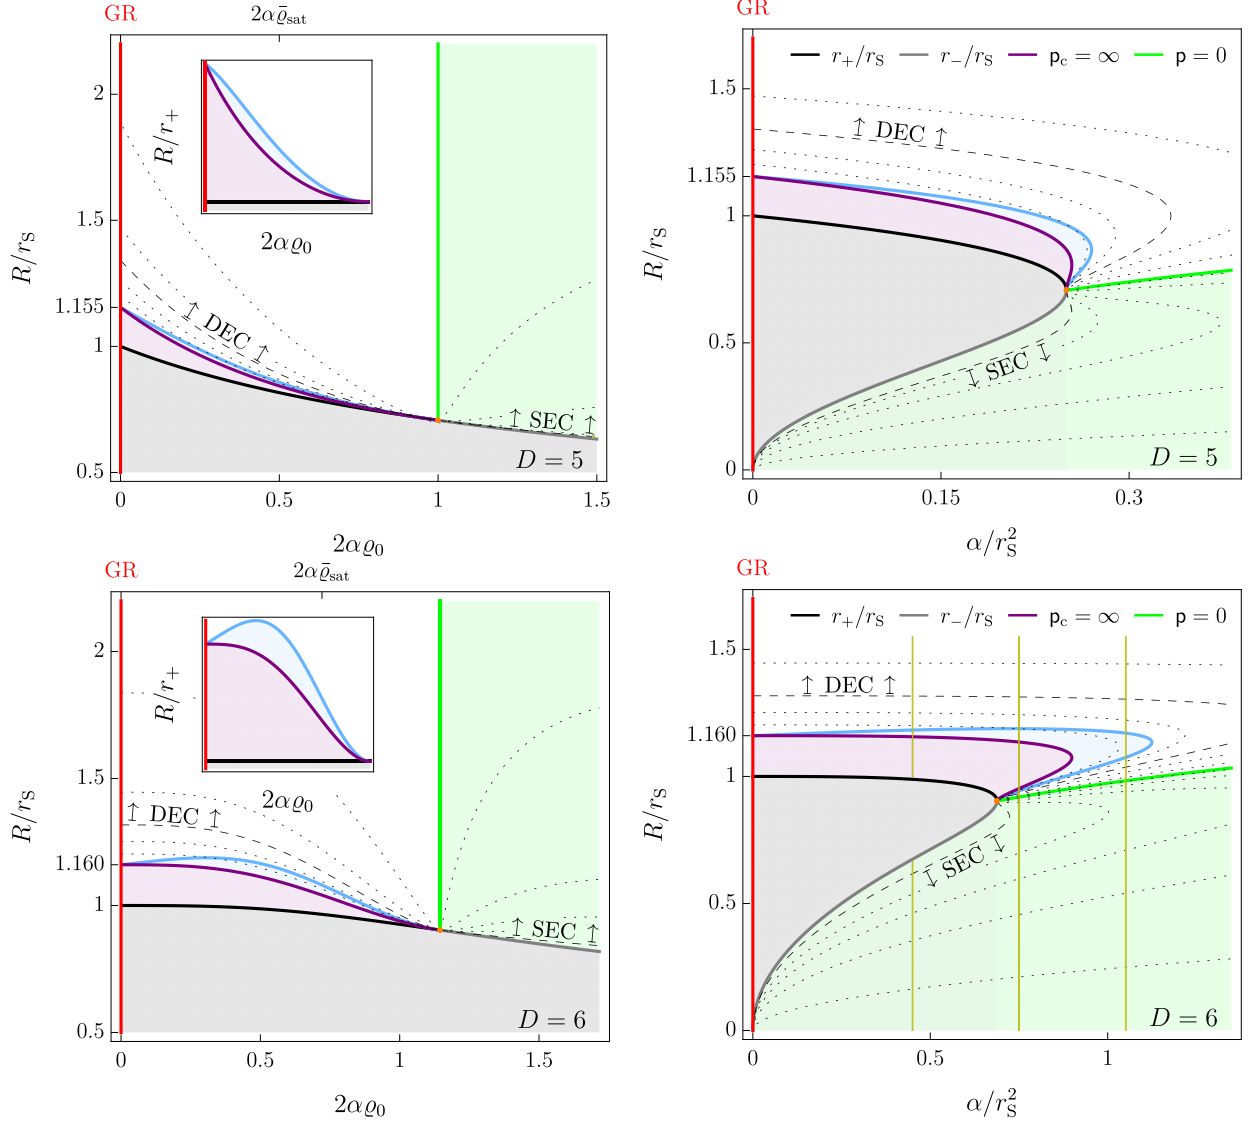 GR
2αϱ̄sat
2
1.5
1.155
1
0.5
R/rS
R/r+
2αϱ0
↑ DEC ↑
↑ SEC ↑
D = 5
0
0.5
1
1.5
2αϱ0
GR
r+/rS
r−/rS
pc = ∞
p = 0
1.5
1.155
1
0.5
0
R/rS
↑ DEC ↑
↓ SEC ↓
D = 5
0
0.15
0.3
α/rS²
GR
2αϱ̄sat
2
1.5
1.160
1
0.5
R/rS
R/r+
2αϱ0
↑ DEC ↑
↑ SEC ↑
D = 6
0
0.5
1
1.5
2αϱ0
GR
r+/rS
r−/rS
pc = ∞
p = 0
1.5
1.160
1
0.5
0
R/rS
↑ DEC ↑
↓ SEC ↓
D = 6
0
0.5
1
α/rS²